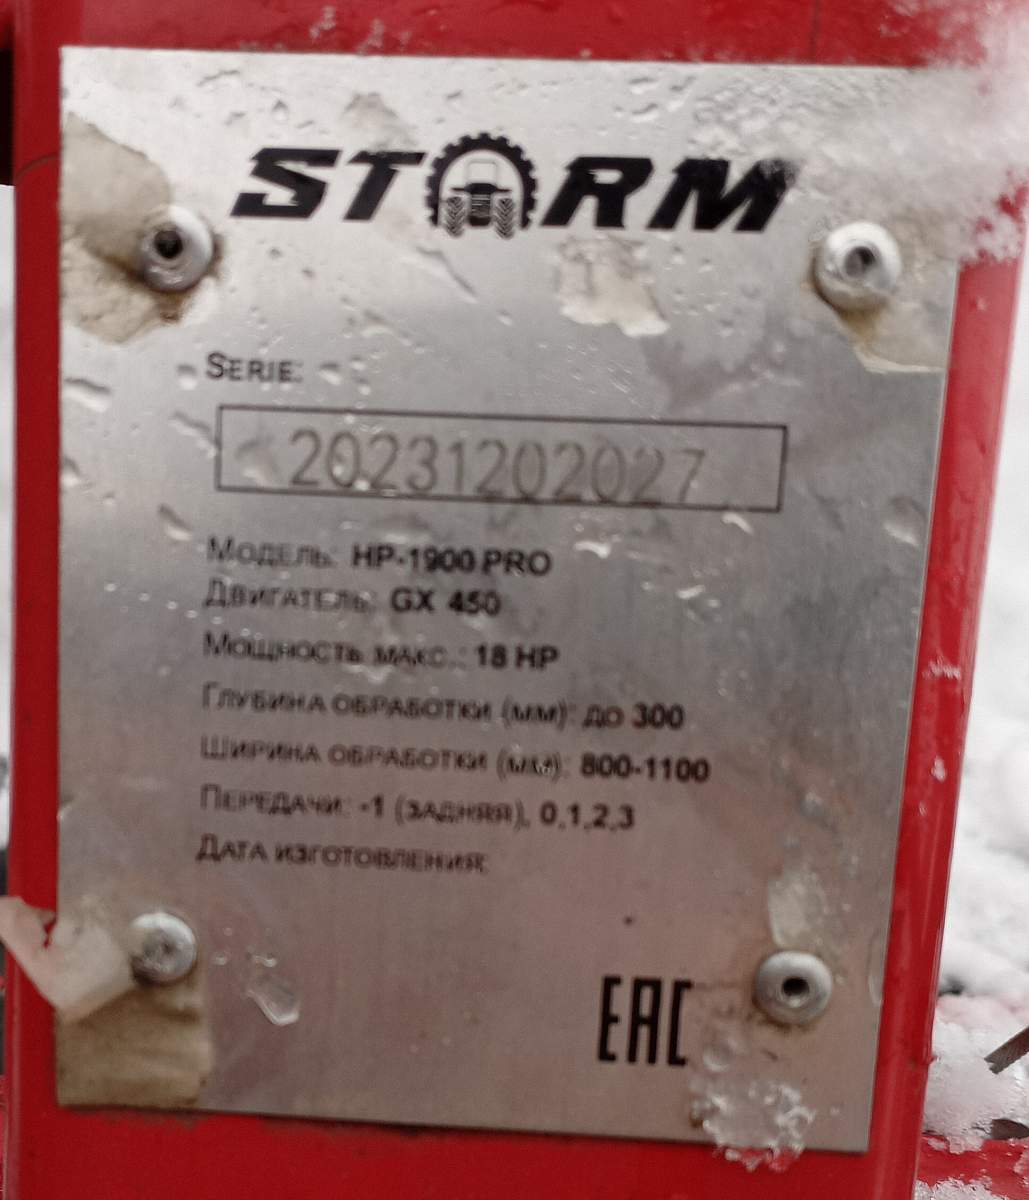 STORM
SERIE:
20231202027
МОДЕЛЬ: HP-1900 PRO
ДВИГАТЕЛЬ: GX 450
МОЩНОСТЬ МАКС.: 18 HP
ГЛУБИНА ОБРАБОТКИ (ММ): ДО 300
ШИРИНА ОБРАБОТКИ (ММ): 800-1100
ПЕРЕДАЧИ: -1 (ЗАДНЯЯ), 0,1,2,3
ДАТА ИЗГОТОВЛЕНИЯ:
EAC